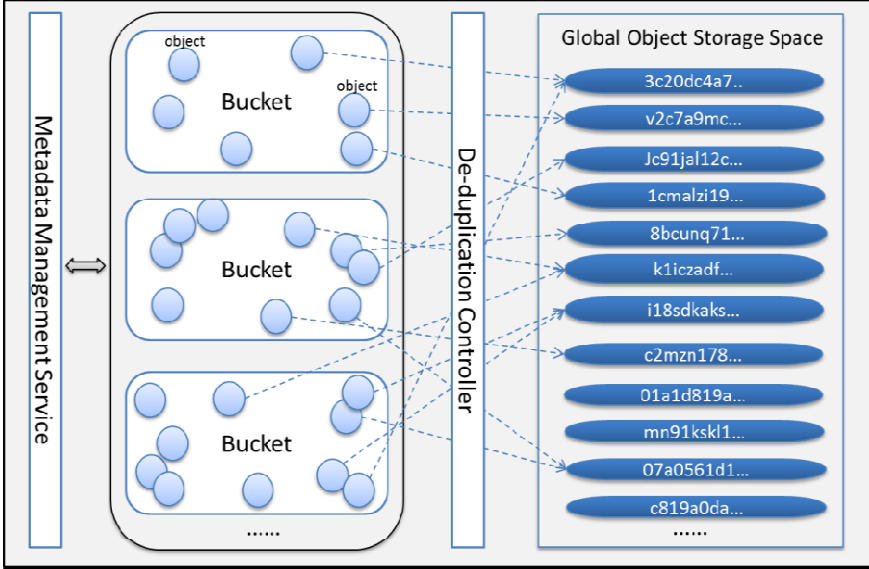 Metadata Management Service
object
object
Bucket
Bucket
Bucket
......
De-duplication Controller
Global Object Storage Space
3c20dc4a7..
v2c7a9mc...
Jc91jal12c...
1cmalzi19...
8bcunq71...
k1iczadf...
i18sdkaks...
c2mzn178...
01a1d819a...
mn91kskl1...
07a0561d1...
c819a0da...
......